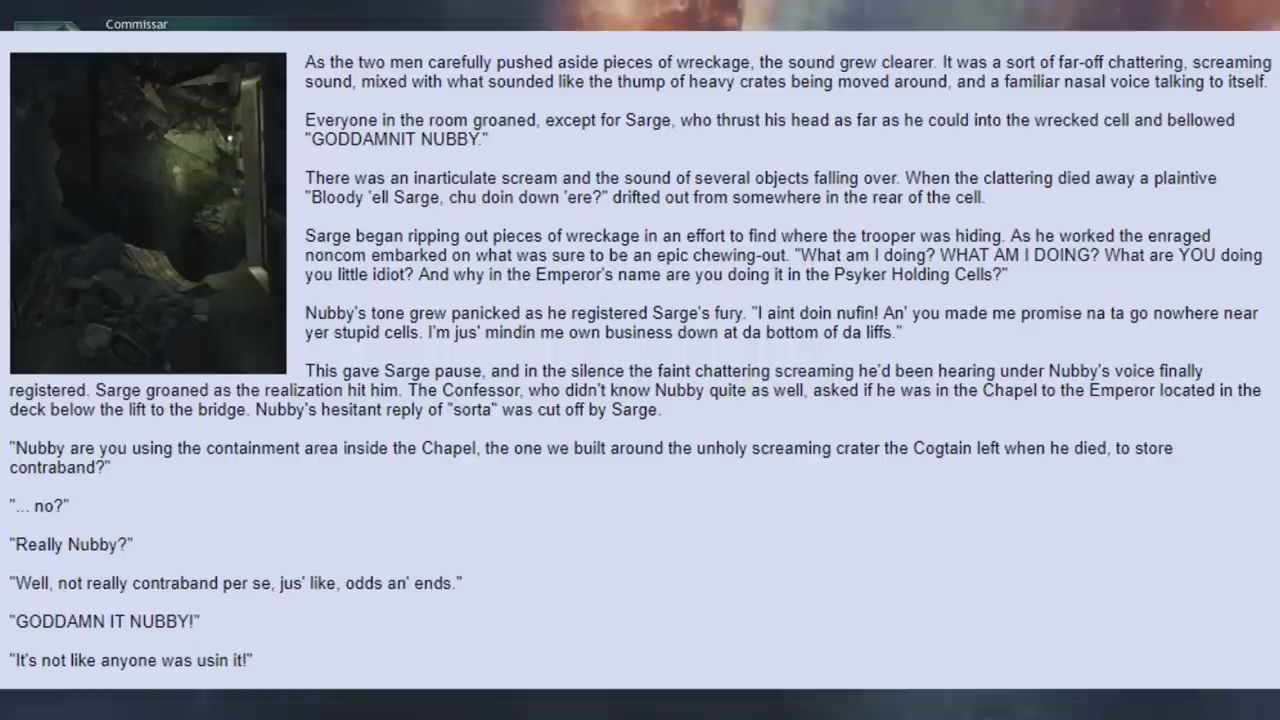 Commissar
As the two men carefully pushed aside pieces of wreckage, the sound grew clearer. It was a sort of far-off chattering, screaming
sound, mixed with what sounded like the thump of heavy crates being moved around, and a familiar nasal voice talking to itself.
Everyone in the room groaned, except for Sarge, who thrust his head as far as he could into the wrecked cell and bellowed
"GODDAMNIT NUBBY."
There was an inarticulate scream and the sound of several objects falling over. When the clattering died away a plaintive
"Bloody 'ell Sarge, chu doin down 'ere?" drifted out from somewhere in the rear of the cell.
Sarge began ripping out pieces of wreckage in an effort to find where the trooper was hiding. As he worked the enraged
noncom embarked on what was sure to be an epic chewing-out. "What am I doing? WHAT AM I DOING? What are YOU doing
you little idiot? And why in the Emperor's name are you doing it in the Psyker Holding Cells?"
Nubby's tone grew panicked as he registered Sarge's fury. "I aint doin nufin! An' you made me promise na ta go nowhere near
yer stupid cells. I'm jus' mindin me own business down at da bottom of da liffs."
This gave Sarge pause, and in the silence the faint chattering screaming he'd been hearing under Nubby's voice finally
registered. Sarge groaned as the realization hit him. The Confessor, who didn't know Nubby quite as well, asked if he was in the Chapel to the Emperor located in the
deck below the lift to the bridge. Nubby's hesitant reply of "sorta" was cut off by Sarge.
"Nubby are you using the containment area inside the Chapel, the one we built around the unholy screaming crater the Cogtain left when he died, to store
contraband?"
"... no?"
"Really Nubby?"
"Well, not really contraband per se, jus' like, odds an' ends."
"GODDAMN IT NUBBY!"
"It's not like anyone was usin it!"